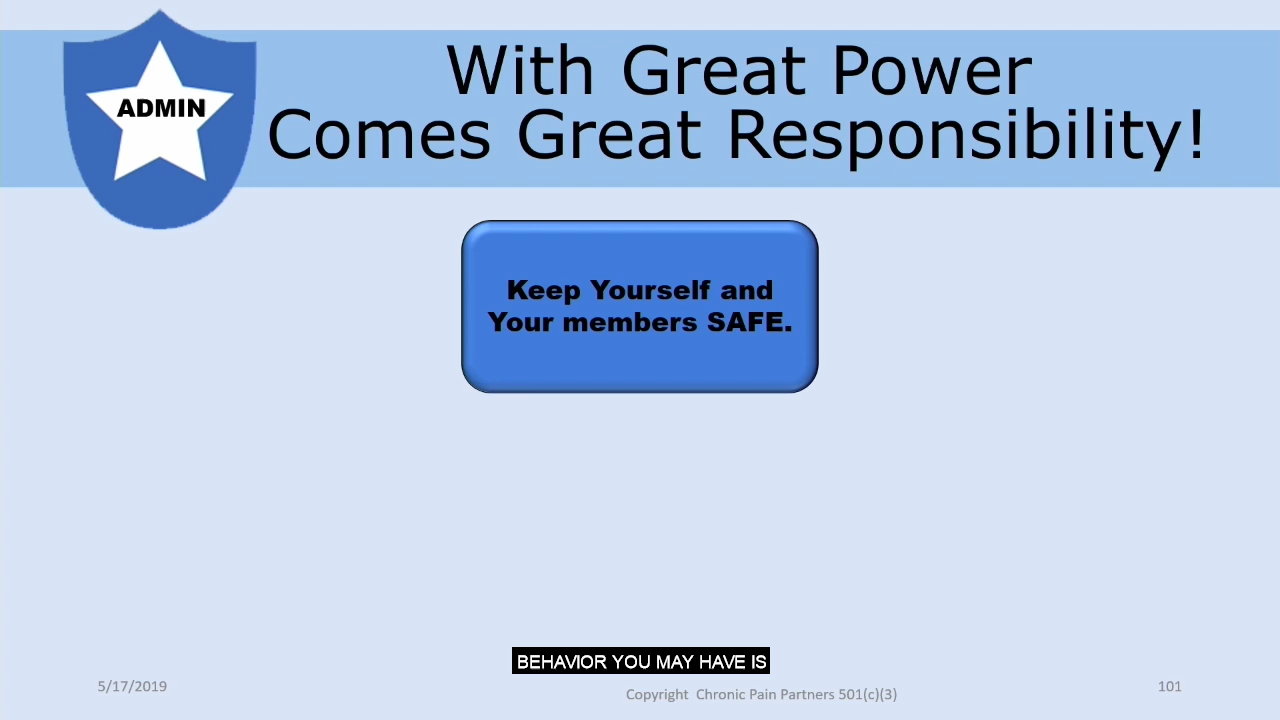 With Great Power
Comes Great Responsibility!
ADMIN
Keep Yourself and
Your members SAFE.
BEHAVIOR YOU MAY HAVE IS
5/17/2019
Copyright  Chronic Pain Partners 501(c)(3)
101